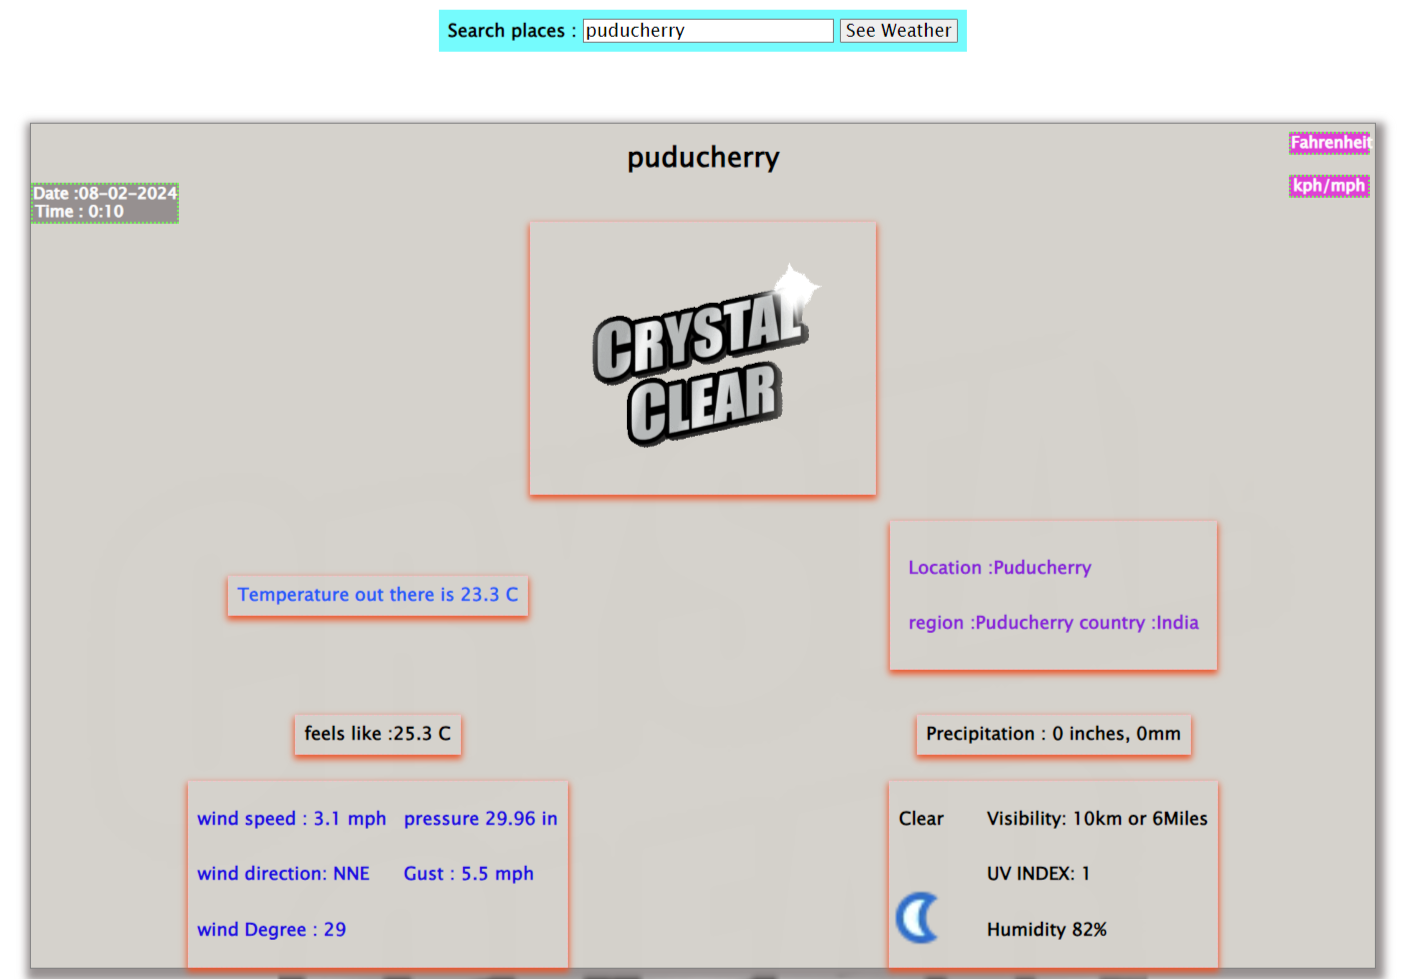 Search places : puducherry See Weather
puducherry
Fahrenheit
kph/mph
Date :08-02-2024
Time : 0:10
CRYSTAL
CLEAR
Temperature out there is 23.3 C
Location :Puducherry
region :Puducherry country :India
feels like :25.3 C
Precipitation : 0 inches, 0mm
wind speed : 3.1 mph pressure 29.96 in
wind direction: NNE Gust : 5.5 mph
wind Degree : 29
Clear Visibility: 10km or 6Miles
UV INDEX: 1
Humidity 82%